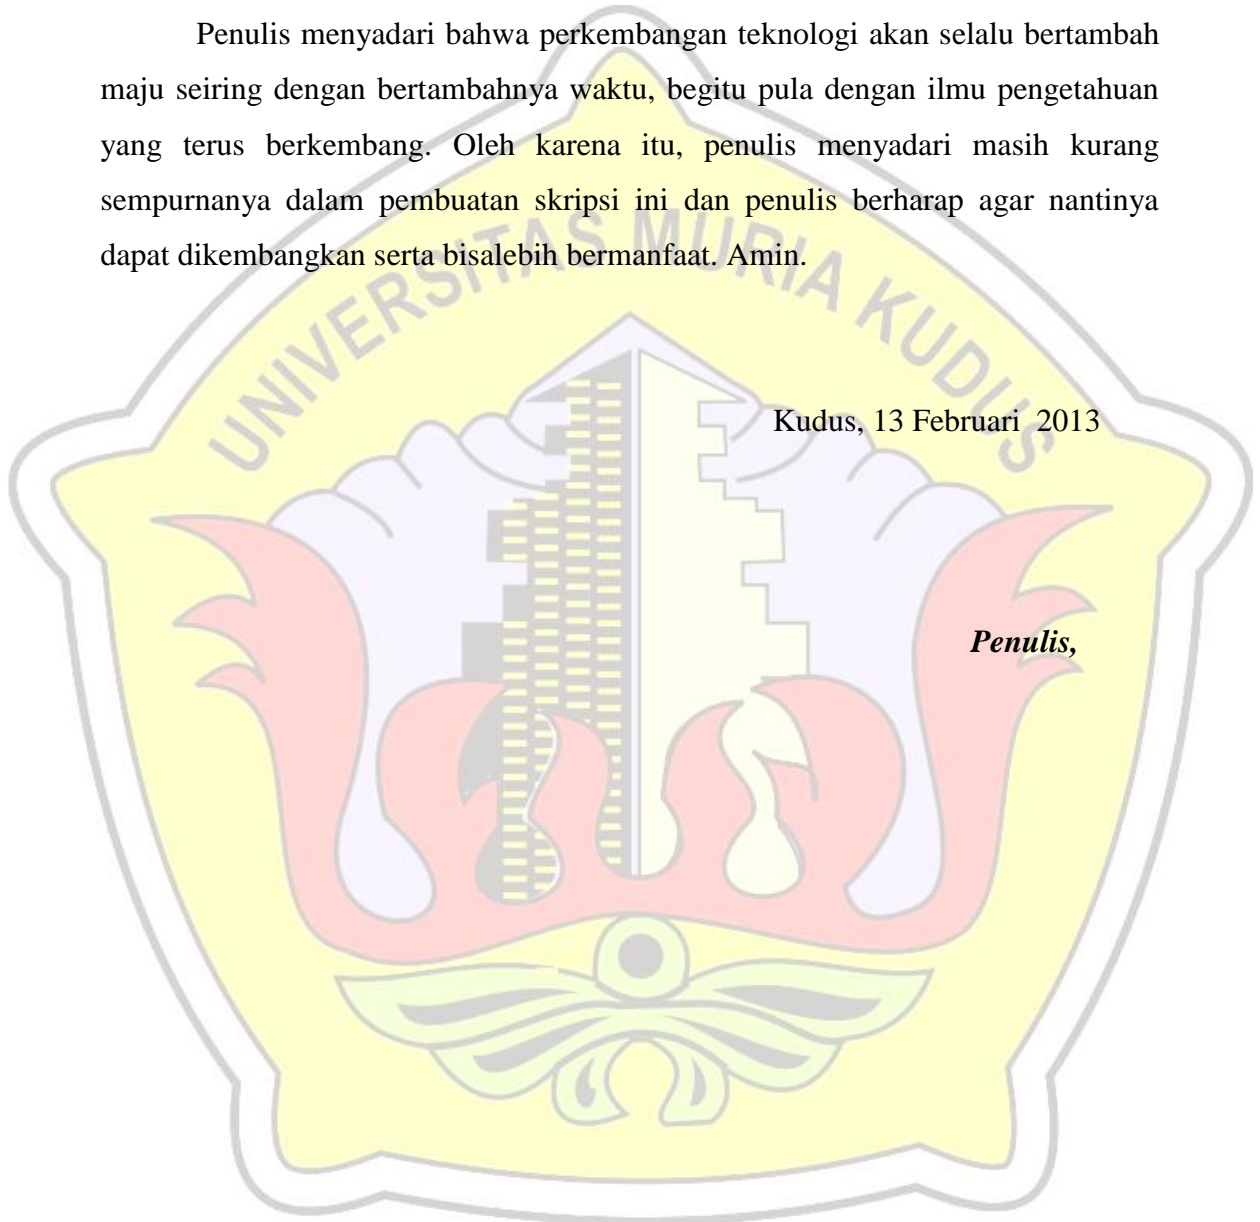 Penulis menyadari bahwa perkembangan teknologi akan selalu bertambah
maju seiring dengan bertambahnya waktu, begitu pula dengan ilmu pengetahuan
yang terus berkembang. Oleh karena itu, penulis menyadari masih kurang
sempurnanya dalam pembuatan skripsi ini dan penulis berharap agar nantinya
dapat dikembangkan serta bisalebih bermanfaat. Amin.
UNIVERSITAS MURIA KUDUS
Kudus, 13 Februari  2013
Penulis,